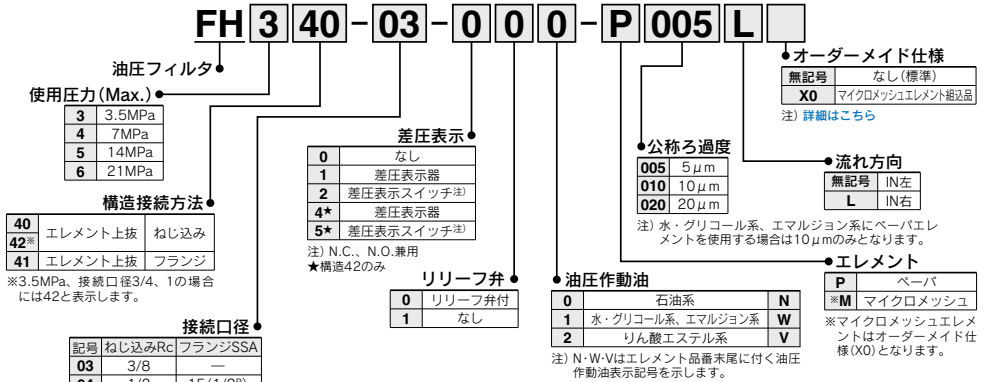 FH 3 40 - 03 - 0 0 0 - P 005 L
油圧フィルタ
使用圧力(Max.)
3 3.5MPa
4 7MPa
5 14MPa
6 21MPa
構造接続方法
40 エレメント上抜 ねじ込み
42※
41 エレメント上抜 フランジ
※3.5MPa、接続口径3/4、1の場合
には42と表示します。
接続口径
記号 ねじ込みRc フランジSSA
03 3/8 —
差圧表示
0 なし
1 差圧表示器
2 差圧表示スイッチ注)
4★ 差圧表示器
5★ 差圧表示スイッチ注)
注) N.C.、N.O.兼用
★構造42のみ
リリーフ弁
0 リリーフ弁付
1 なし
油圧作動油
0 石油系 N
1 水・グリコール系、エマルジョン系 W
2 りん酸エステル系 V
注) N・W・Vはエレメント品番末尾に付く油圧
作動油表示記号を示します。
公称ろ過度
005 5μm
010 10μm
020 20μm
注) 水・グリコール系、エマルジョン系にペーパエレ
メントを使用する場合は10μmのみとなります。
オーダーメイド仕様
無記号 なし(標準)
X0 マイクロメッシュエレメント組込品
注) 詳細はこちら
流れ方向
無記号 IN左
L IN右
エレメント
P ペーパ
※M マイクロメッシュ
※マイクロメッシュエレメ
ントはオーダーメイド仕
様(X0)となります。